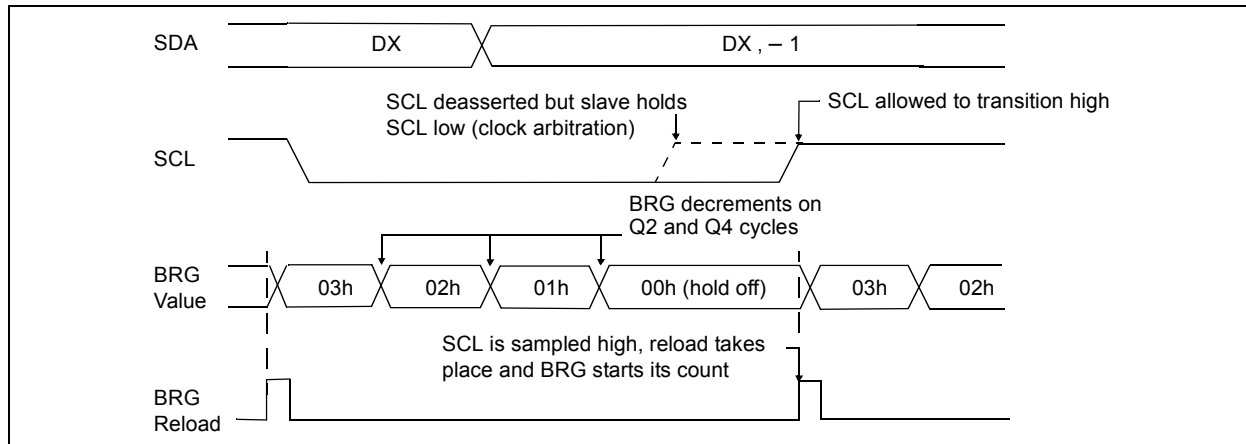 SDA
DX
DX , – 1
SCL deasserted but slave holds
SCL low (clock arbitration)
SCL allowed to transition high
SCL
BRG decrements on
Q2 and Q4 cycles
BRG
Value
03h
02h
01h
00h (hold off)
03h
02h
SCL is sampled high, reload takes
place and BRG starts its count
BRG
Reload